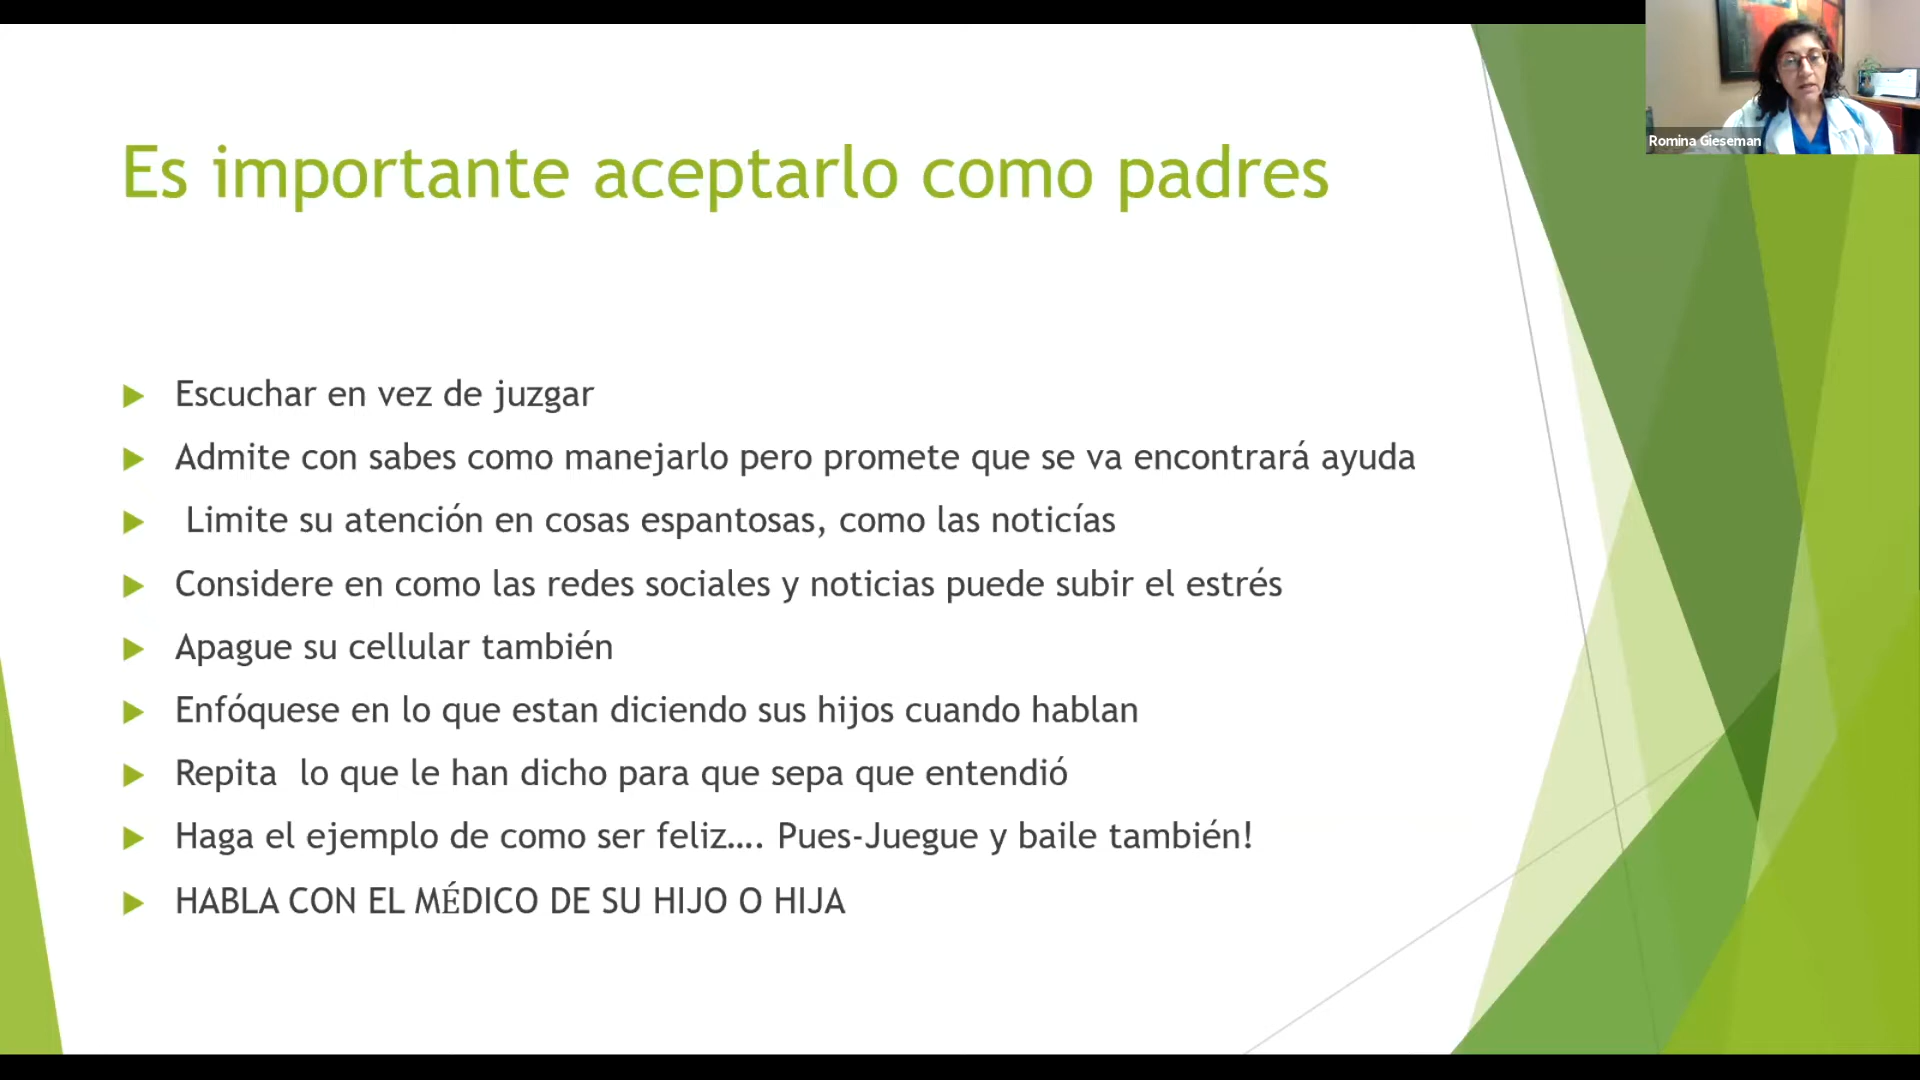 Romina Gieseman
Es importante aceptarlo como padres
Escuchar en vez de juzgar
Admite con sabes como manejarlo pero promete que se va encontrará ayuda
Limite su atención en cosas espantosas, como las noticías
Considere en como las redes sociales y noticias puede subir el estrés
Apague su cellular también
Enfóquese en lo que estan diciendo sus hijos cuando hablan
Repita  lo que le han dicho para que sepa que entendió
Haga el ejemplo de como ser feliz…. Pues-Juegue y baile también!
HABLA CON EL MÉDICO DE SU HIJO O HIJA